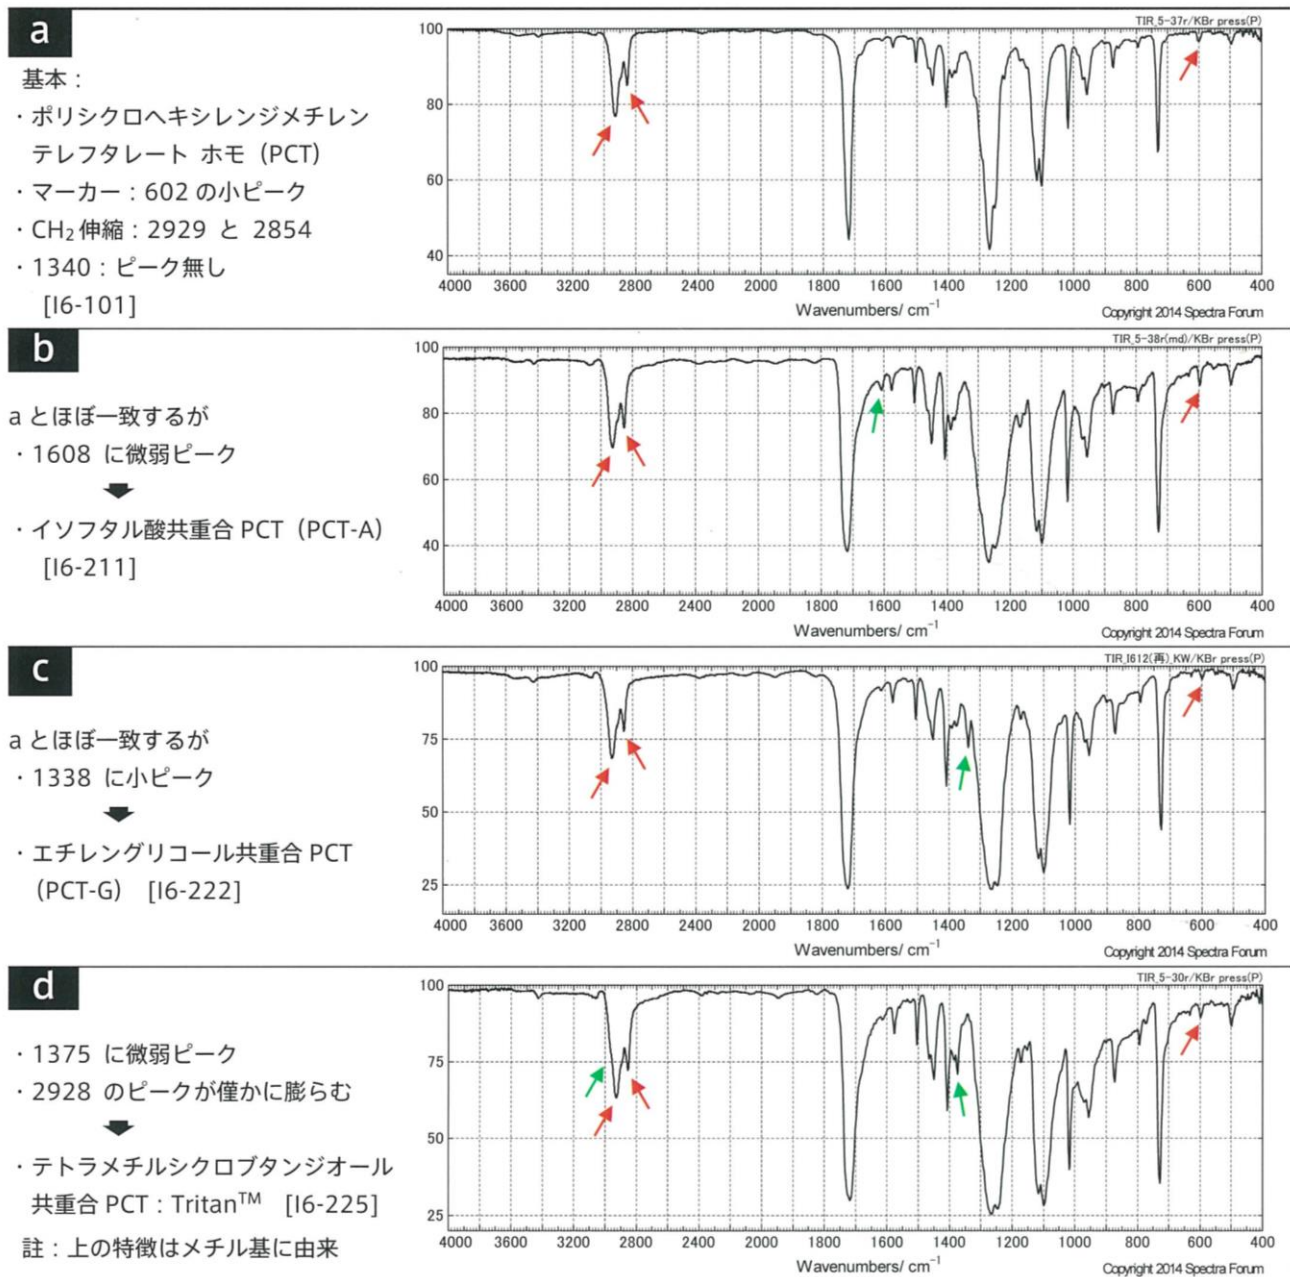 a
基本：
・ポリシクロヘキシレンジメチレン
テレフタレート ホモ（PCT）
・マーカー：602 の小ピーク
・CH₂ 伸縮：2929 と 2854
・1340：ピーク無し
[I6-101]
TIR_5-37r/KBr press(P)
100
80
60
40
4000 3600 3200 2800 2400 2000 1800 1600 1400 1200 1000 800 600 400
Wavenumbers/ cm⁻¹
Copyright 2014 Spectra Forum
b
a とほぼ一致するが
・1608 に微弱ピーク
・イソフタル酸共重合 PCT（PCT-A）
[I6-211]
TIR_5-38r(md)/KBr press(P)
100
80
60
40
4000 3600 3200 2800 2400 2000 1800 1600 1400 1200 1000 800 600 400
Wavenumbers/ cm⁻¹
Copyright 2014 Spectra Forum
c
a とほぼ一致するが
・1338 に小ピーク
・エチレングリコール共重合 PCT
（PCT-G） [I6-222]
TIR_I612(再)_KW/KBr press(P)
100
75
50
25
4000 3600 3200 2800 2400 2000 1800 1600 1400 1200 1000 800 600 400
Wavenumbers/ cm⁻¹
Copyright 2014 Spectra Forum
d
・1375 に微弱ピーク
・2928 のピークが僅かに膨らむ
・テトラメチルシクロブタンジオール
共重合 PCT：Tritan™ [I6-225]
註：上の特徴はメチル基に由来
TIR_5-30r/KBr press(P)
100
75
50
25
4000 3600 3200 2800 2400 2000 1800 1600 1400 1200 1000 800 600 400
Wavenumbers/ cm⁻¹
Copyright 2014 Spectra Forum